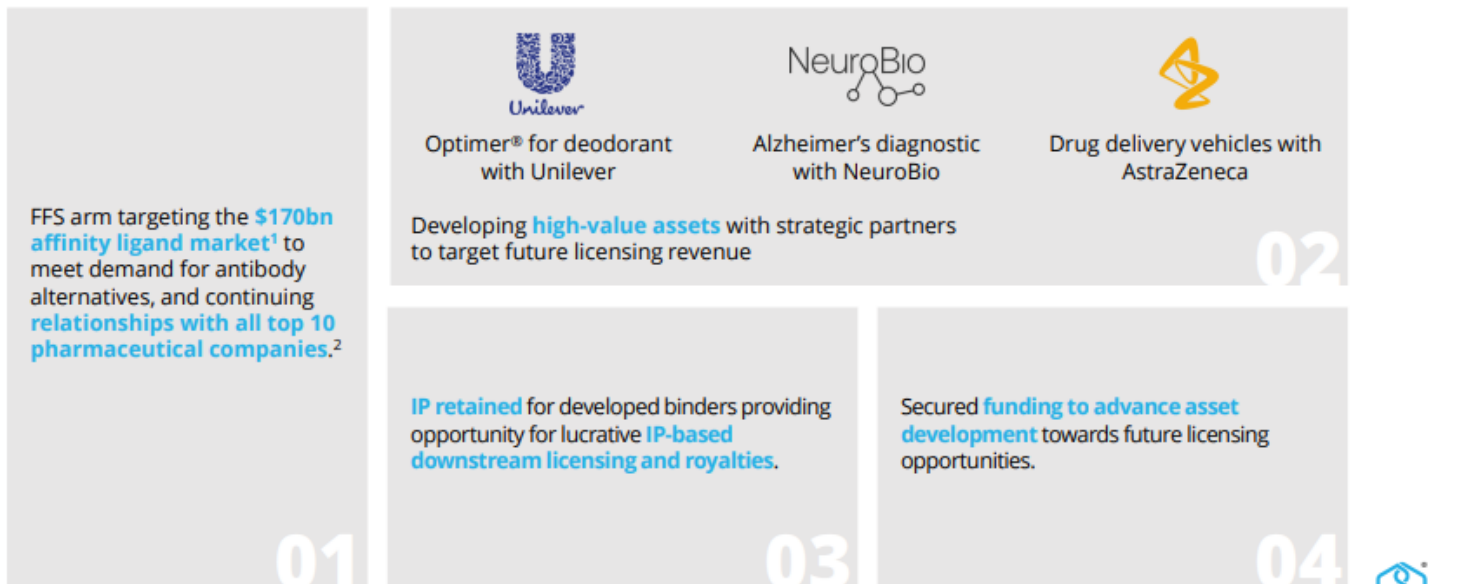 FFS arm targeting the $170bn
affinity ligand market¹ to
meet demand for antibody
alternatives, and continuing
relationships with all top 10
pharmaceutical companies.²
01
Unilever
NeuroBio
Optimer® for deodorant
with Unilever
Alzheimer's diagnostic
with NeuroBio
Drug delivery vehicles with
AstraZeneca
Developing high-value assets with strategic partners
to target future licensing revenue
02
IP retained for developed binders providing
opportunity for lucrative IP-based
downstream licensing and royalties.
03
Secured funding to advance asset
development towards future licensing
opportunities.
04